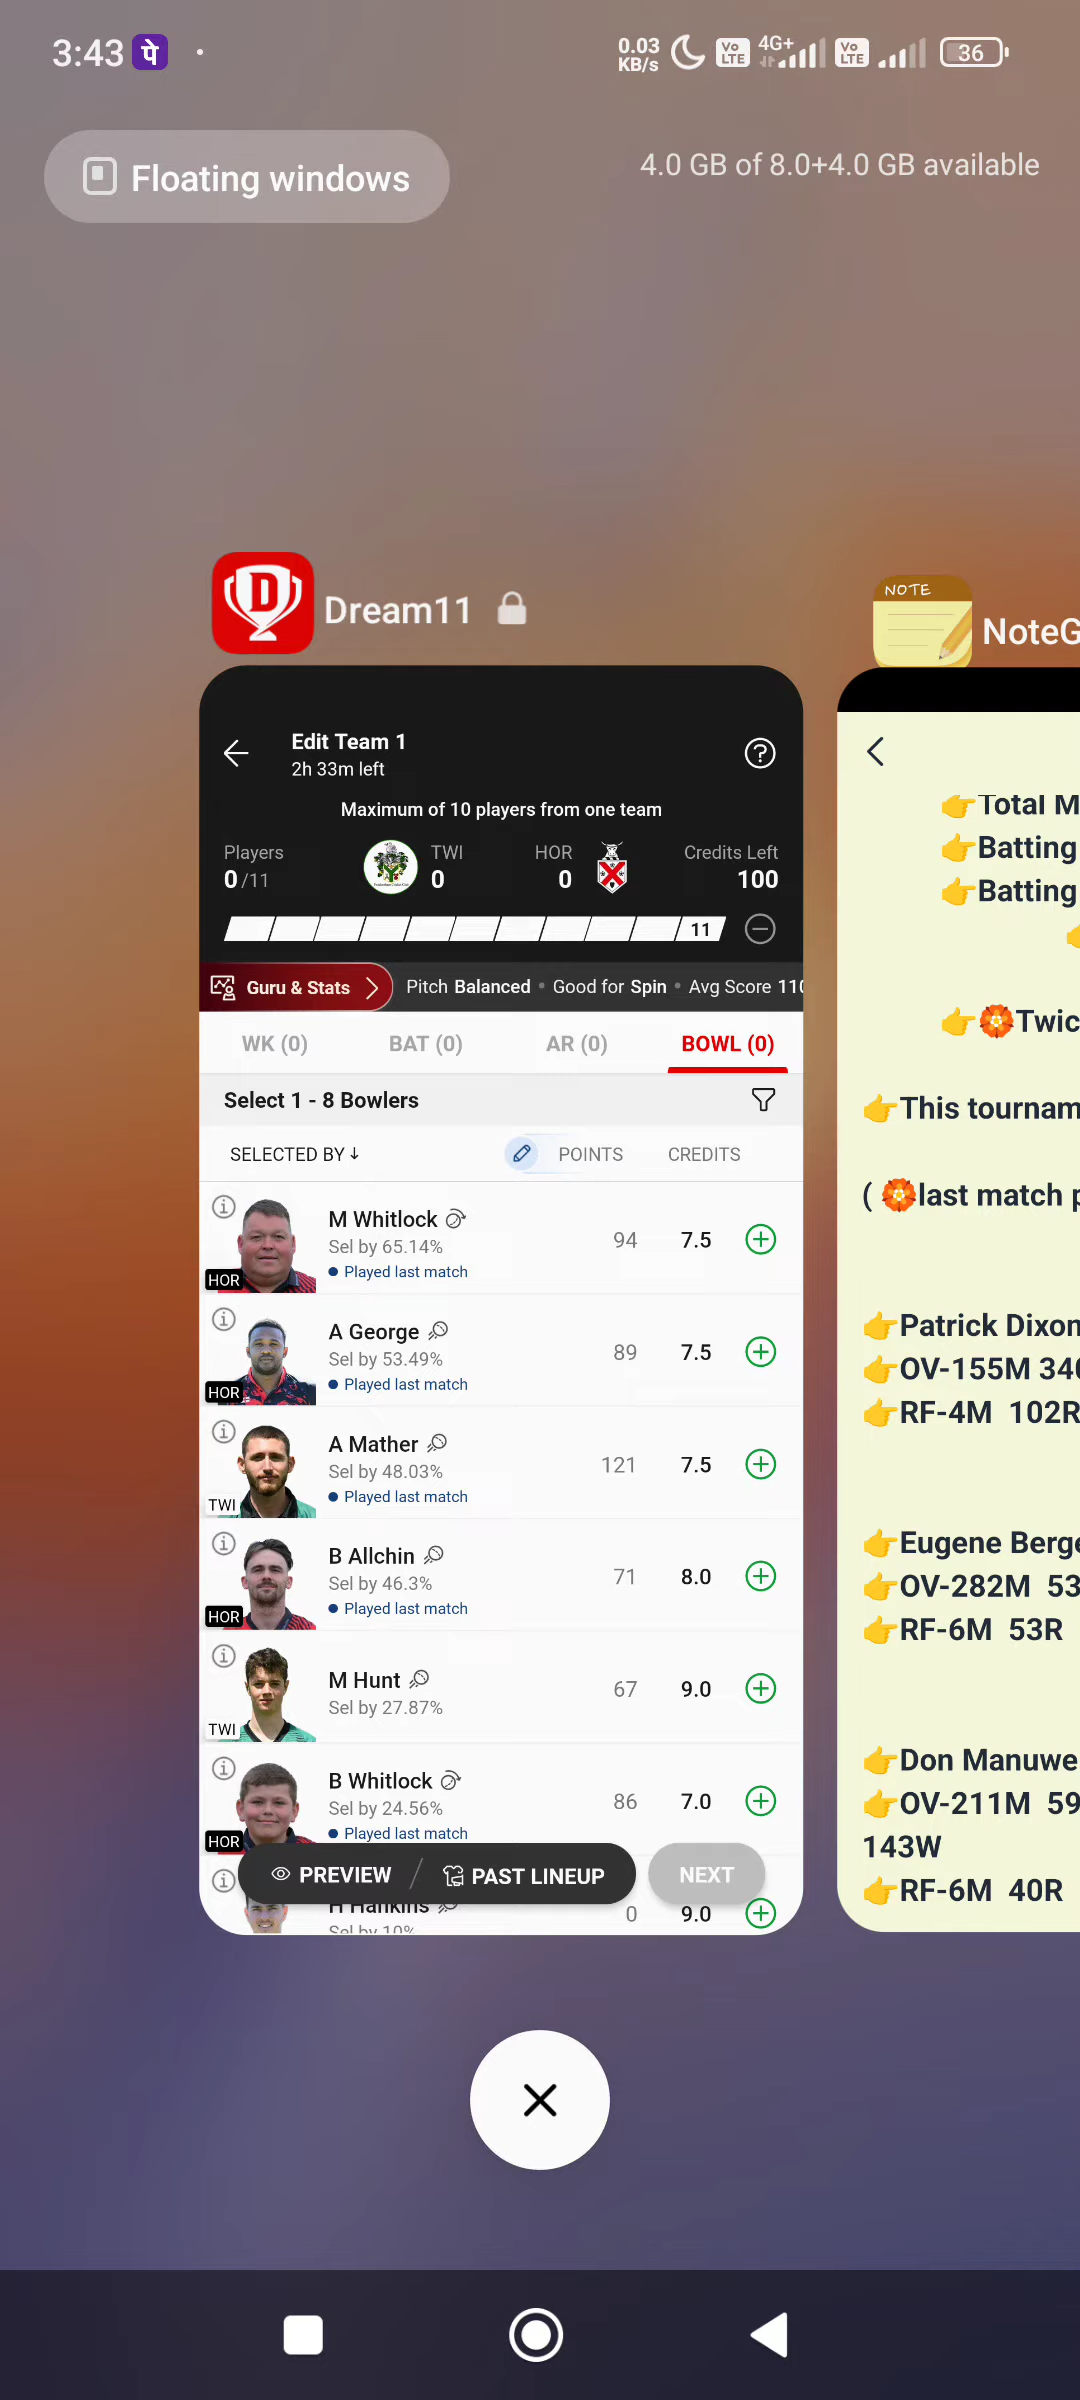 3:43 पे
0.03 KB/s Vo LTE 4G+ Vo LTE 36
Floating windows
4.0 GB of 8.0+4.0 GB available
D Dream11
NOTE
Edit Team 1
2h 33m left
Maximum of 10 players from one team
Players TWI HOR Credits Left
0/11 0 0 100
11
Guru & Stats Pitch Balanced • Good for Spin • Avg Score
WK (0) BAT (0) AR (0) BOWL (0)
Select 1 - 8 Bowlers
SELECTED BY ↓ POINTS CREDITS
M Whitlock
Sel by 65.14% 94 7.5
HOR Played last match
A George
Sel by 53.49% 89 7.5
HOR Played last match
A Mather
Sel by 48.03% 121 7.5
TWI Played last match
B Allchin
Sel by 46.3% 71 8.0
HOR Played last match
M Hunt
Sel by 27.87% 67 9.0
TWI
B Whitlock
Sel by 24.56% 86 7.0
HOR Played last match
PREVIEW / PAST LINEUP NEXT
H Hankins 0 9.0
Sel by 10%
👉Total
👉Batting
👉Batting
👉
👉🏵️
👉This
( 🏵️last match
👉Patrick Dixon
👉OV-155M
👉RF-4M 102R
👉Eugene
👉OV-282M
👉RF-6M 53R
👉Don
👉OV-211M
143W
👉RF-6M 40R